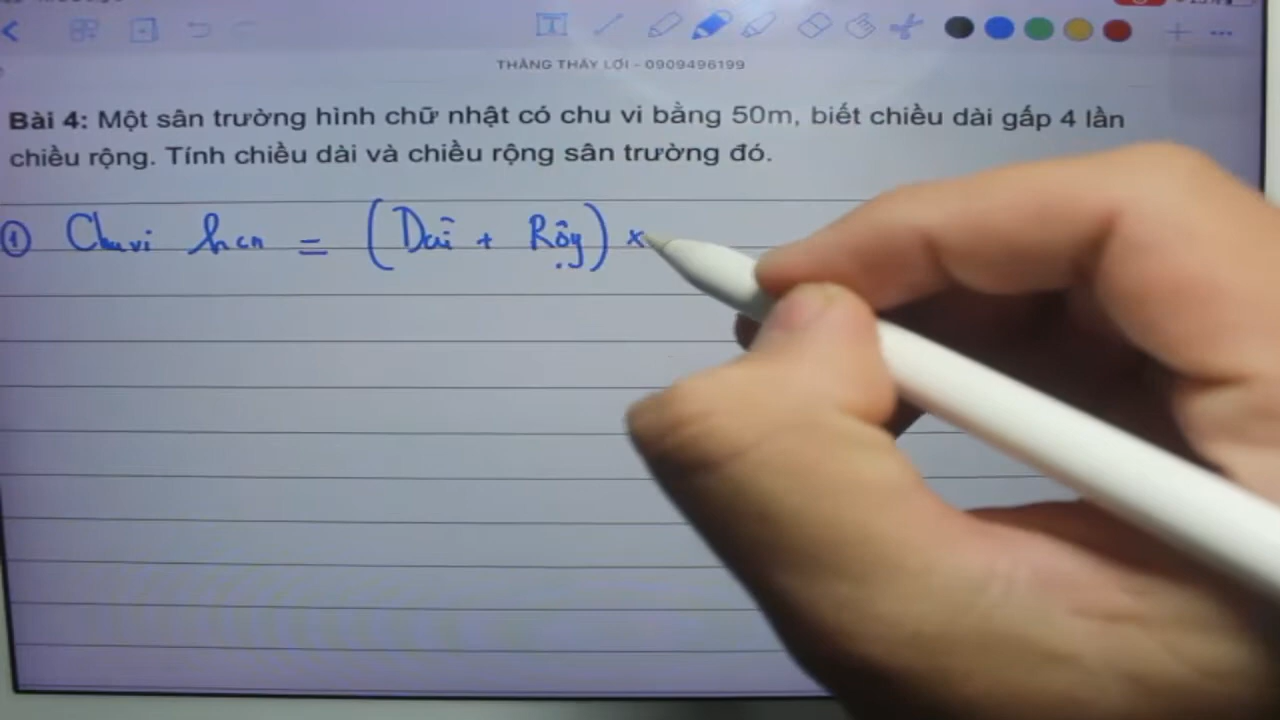 THẦNG THẦY LỢI - 0909496199
Bài 4: Một sân trường hình chữ nhật có chu vi bằng 50m, biết chiều dài gấp 4 lần
chiều rộng. Tính chiều dài và chiều rộng sân trường đó.
① Chu vi hcn = (Dài + Rộng) ×